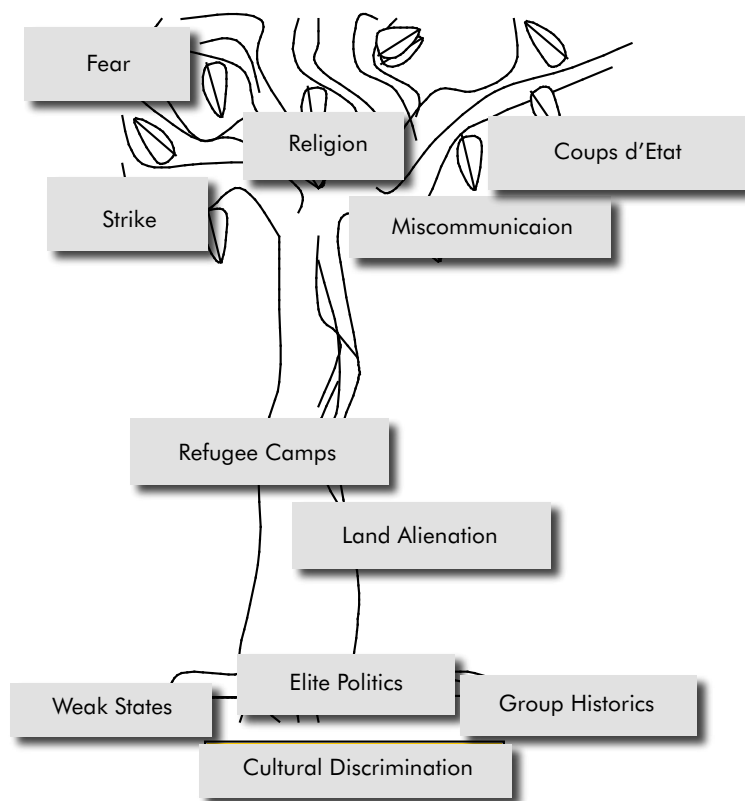 Fear
Religion
Coups d'Etat
Strike
Miscommunicaion
Refugee Camps
Land Alienation
Elite Politics
Weak States
Group Historics
Cultural Discrimination